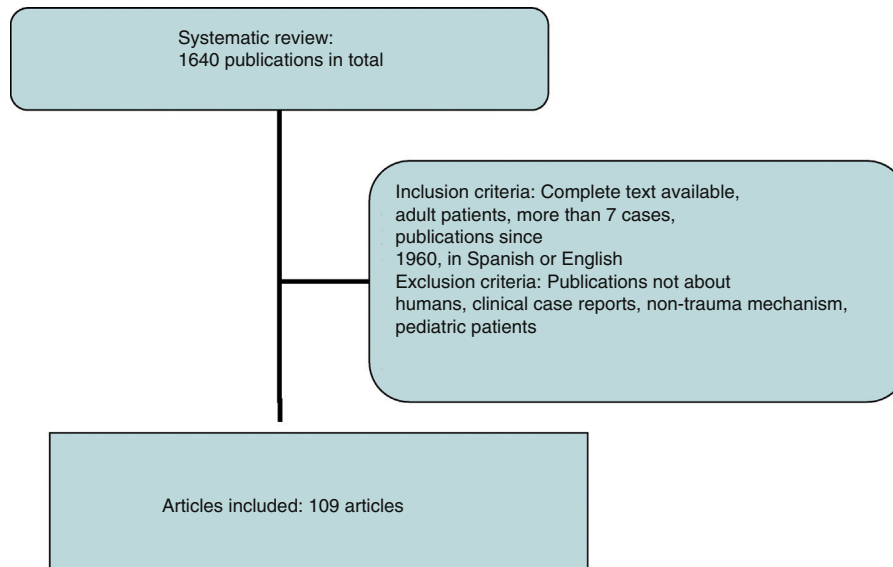 Systematic review:
1640 publications in total
Inclusion criteria: Complete text available,
adult patients, more than 7 cases,
publications since
1960, in Spanish or English
Exclusion criteria: Publications not about
humans, clinical case reports, non-trauma mechanism,
pediatric patients
Articles included: 109 articles